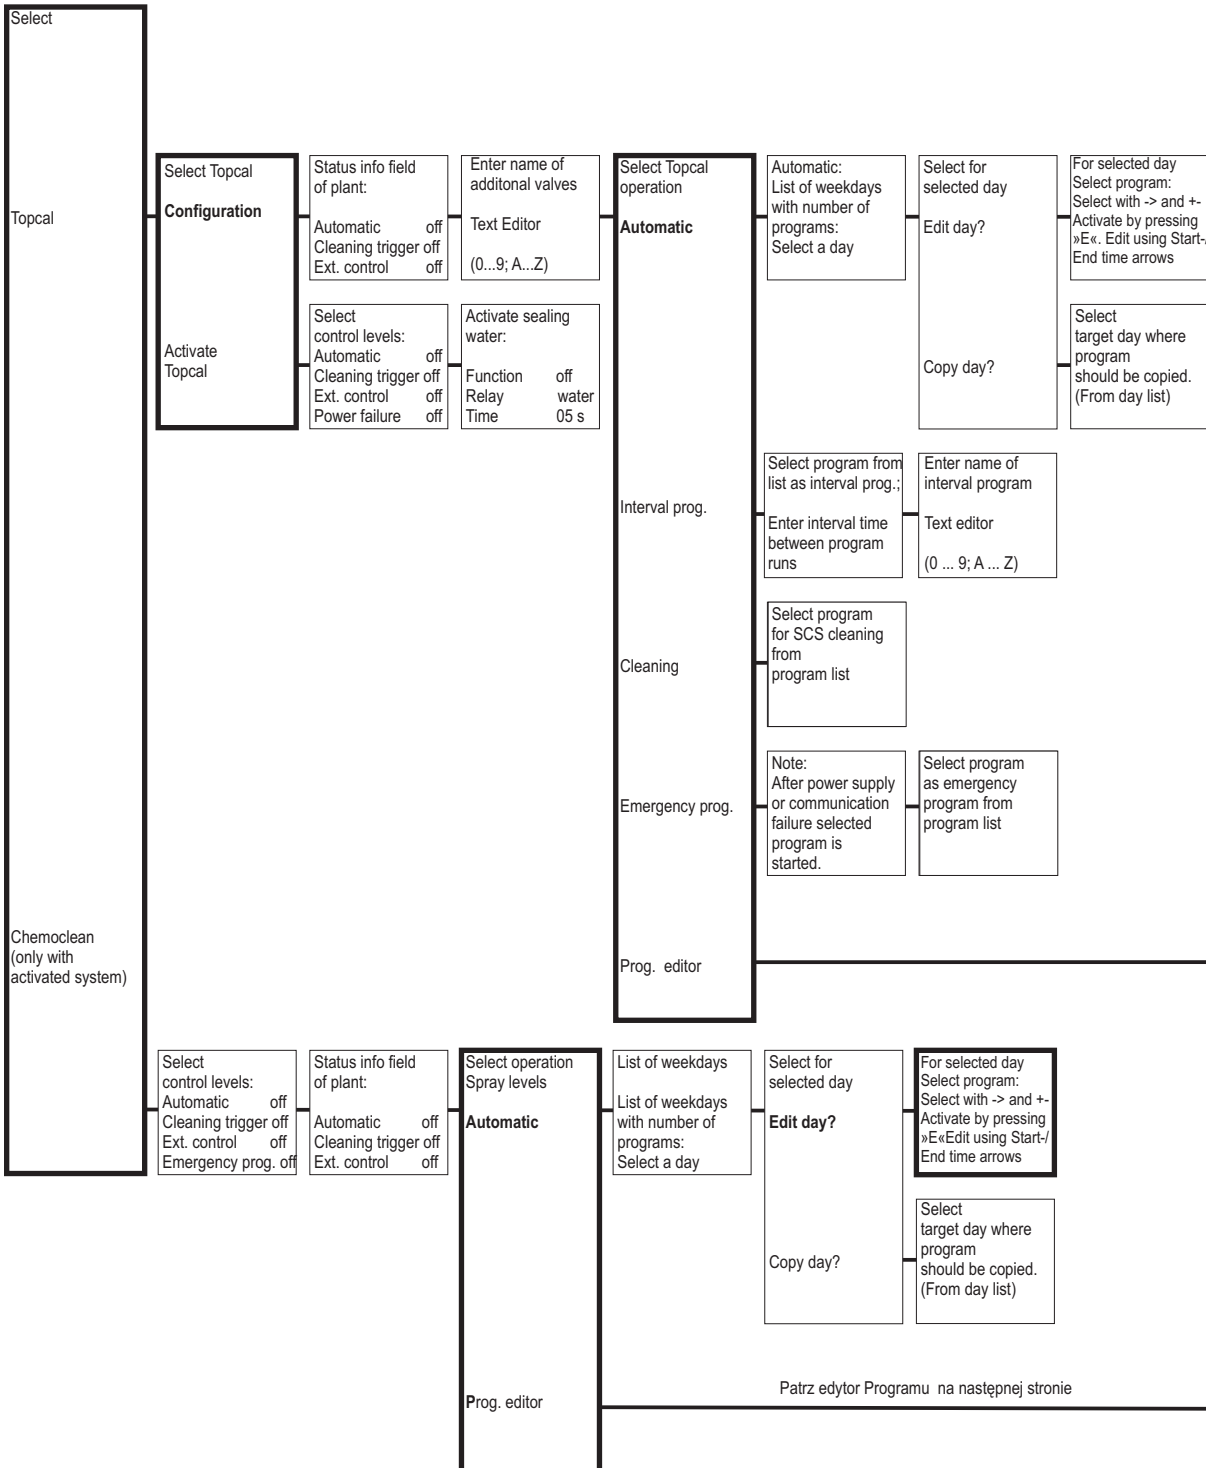 Select
Topcal
Select Topcal
Configuration
Activate
Topcal
Status info field
of plant:
Automatic off
Cleaning trigger off
Ext. control off
Enter name of
additonal valves
Text Editor
(0...9; A...Z)
Select
control levels:
Automatic off
Cleaning trigger off
Ext. control off
Power failure off
Activate sealing
water:
Function off
Relay water
Time 05 s
Select Topcal
operation
Automatic
Automatic:
List of weekdays
with number of
programs:
Select a day
Select for
selected day
Edit day?
Copy day?
For selected day
Select program:
Select with -> and +-
Activate by pressing
»E«. Edit using Start-/
End time arrows
Select
target day where
program
should be copied.
(From day list)
Interval prog.
Select program from
list as interval prog.;
Enter interval time
between program
runs
Enter name of
interval program
Text editor
(0 ... 9; A ... Z)
Cleaning
Select program
for SCS cleaning
from
program list
Emergency prog.
Note:
After power supply
or communication
failure selected
program is
started.
Select program
as emergency
program from
program list
Prog. editor
Chemoclean
(only with
activated system)
Select
control levels:
Automatic off
Cleaning trigger off
Ext. control off
Emergency prog. off
Status info field
of plant:
Automatic off
Cleaning trigger off
Ext. control off
Select operation
Spray levels
Automatic
List of weekdays
List of weekdays
with number of
programs:
Select a day
Select for
selected day
Edit day?
Copy day?
For selected day
Select program:
Select with -> and +-
Activate by pressing
»E«Edit using Start-/
End time arrows
Select
target day where
program
should be copied.
(From day list)
Prog. editor
Patrz edytor Programu na następnej stronie